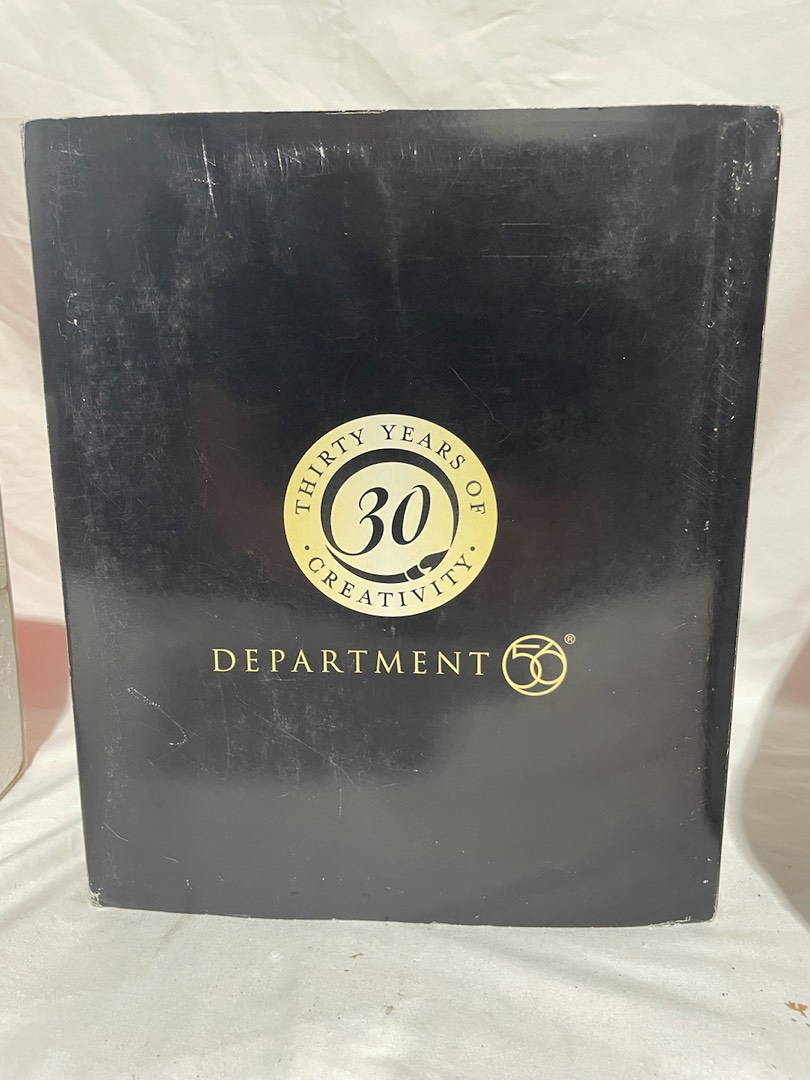 THIRTY YEARS OF
30
• CREATIVITY •
DEPARTMENT 56®